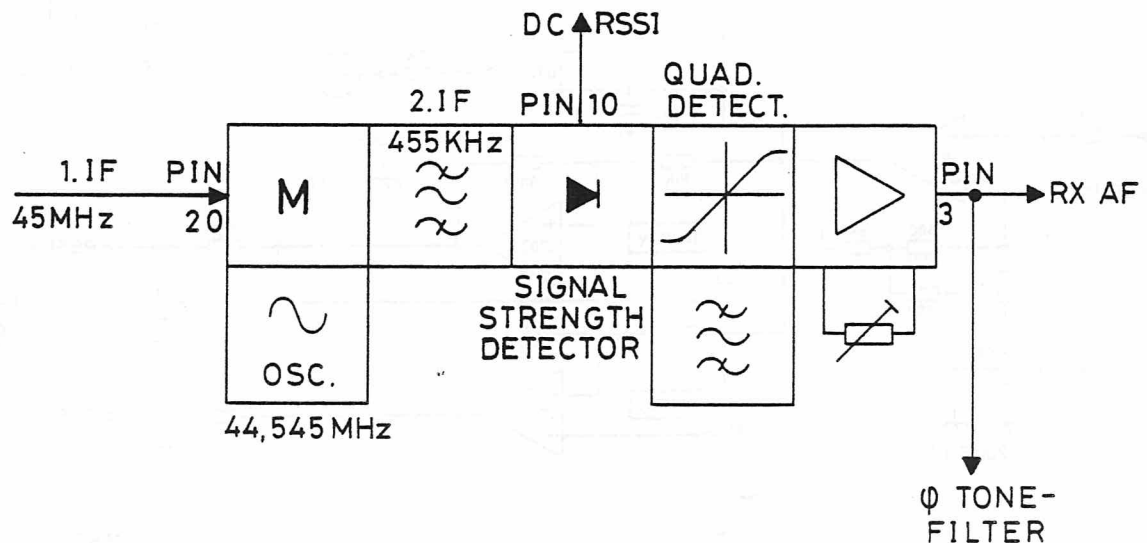 DC RSSI
QUAD.
DETECT.
2.IF
PIN 10
455KHz
1.IF
PIN
45MHz
20
M
PIN
3
RX AF
OSC.
44,545 MHz
SIGNAL
STRENGTH
DETECTOR
φ TONE-
FILTER